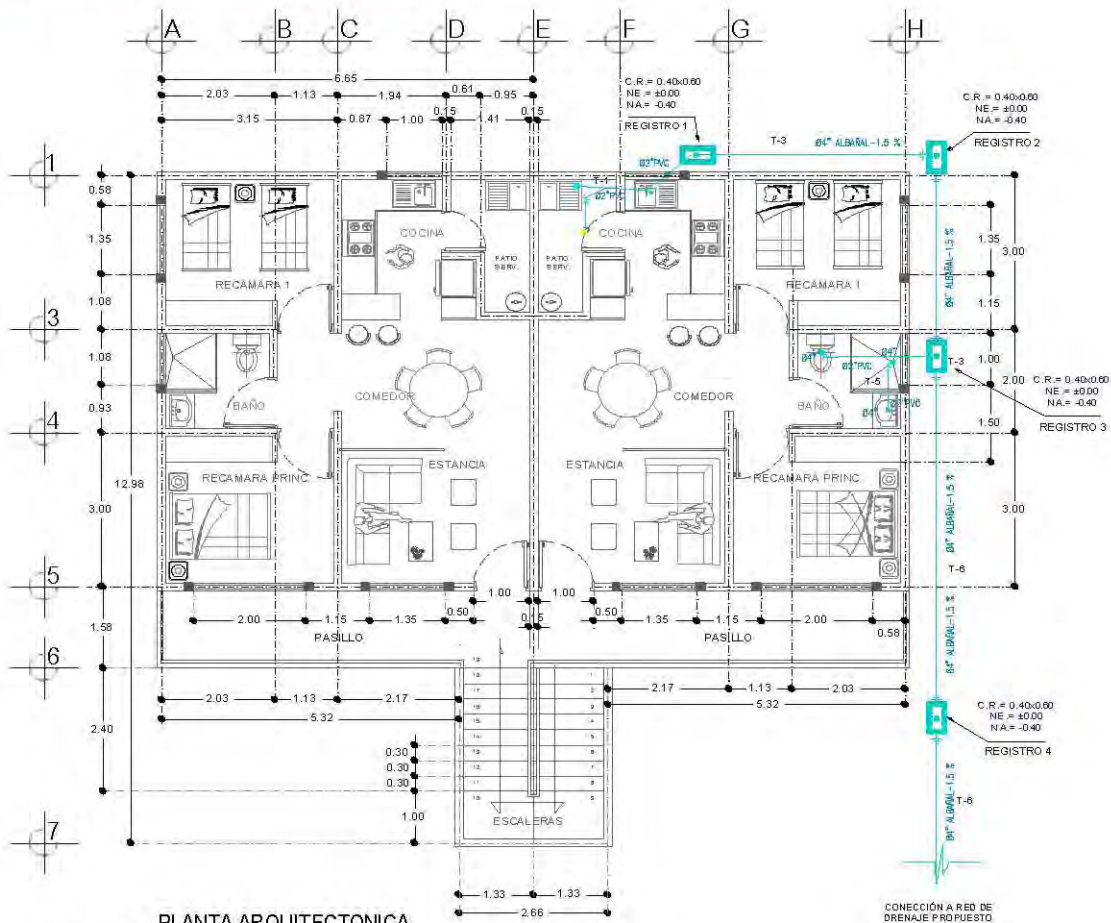 A B C D E F G H
6.65
2.03 1.13 1.94 0.61 0.95
3.15 0.87 1.00 0.15 1.41 0.15
C.R.= 0.40x0.60
NE = ±0.00
NA = -0.40
REGISTRO 1
T-3
Ø4" ALBAÑAL-1.5 %
C.R.= 0.40x0.60
NE = ±0.00
NA = -0.40
REGISTRO 2
1
3
4
5
6
7
0.58
1.35
1.08
1.08
0.93
3.00
1.58
2.40
12.98
Ø3"PVC
T-1
Ø2"PVC
COCINA
COCINA
PATIO
SERV.
PATIO
SERV.
RECAMARA 1
RECAMARA 1
Ø4" ALBAÑAL-1.5 %
1.35
3.00
1.15
1.00
2.00
1.50
3.00
Ø4"
Ø4"
Ø2"PVC
T-5
Ø4"
T-3
C.R.= 0.40x0.60
NE = ±0.00
NA = -0.40
REGISTRO 3
BAÑO
COMEDOR
COMEDOR
BAÑO
RECAMARA PRINC
ESTANCIA
ESTANCIA
RECAMARA PRINC
Ø4" ALBAÑAL-1.5 %
T-6
Ø4" ALBAÑAL-1.5 %
1.00 1.00
0.50 0.15 0.50
2.00 1.15 1.35
1.35 1.15 2.00 0.58
PASILLO
PASILLO
2.03 1.13 2.17
5.32
2.17 1.13 2.03
5.32
0.30
0.30
0.30
1.00
ESCALERAS
C.R.= 0.40x0.60
NE = ±0.00
NA = -0.40
REGISTRO 4
Ø4" ALBAÑAL-1.5 %
T-6
1.33 1.33
2.66
PLANTA ARQUITECTONICA
CONECCIÓN A RED DE
DRENAJE PROPUESTO